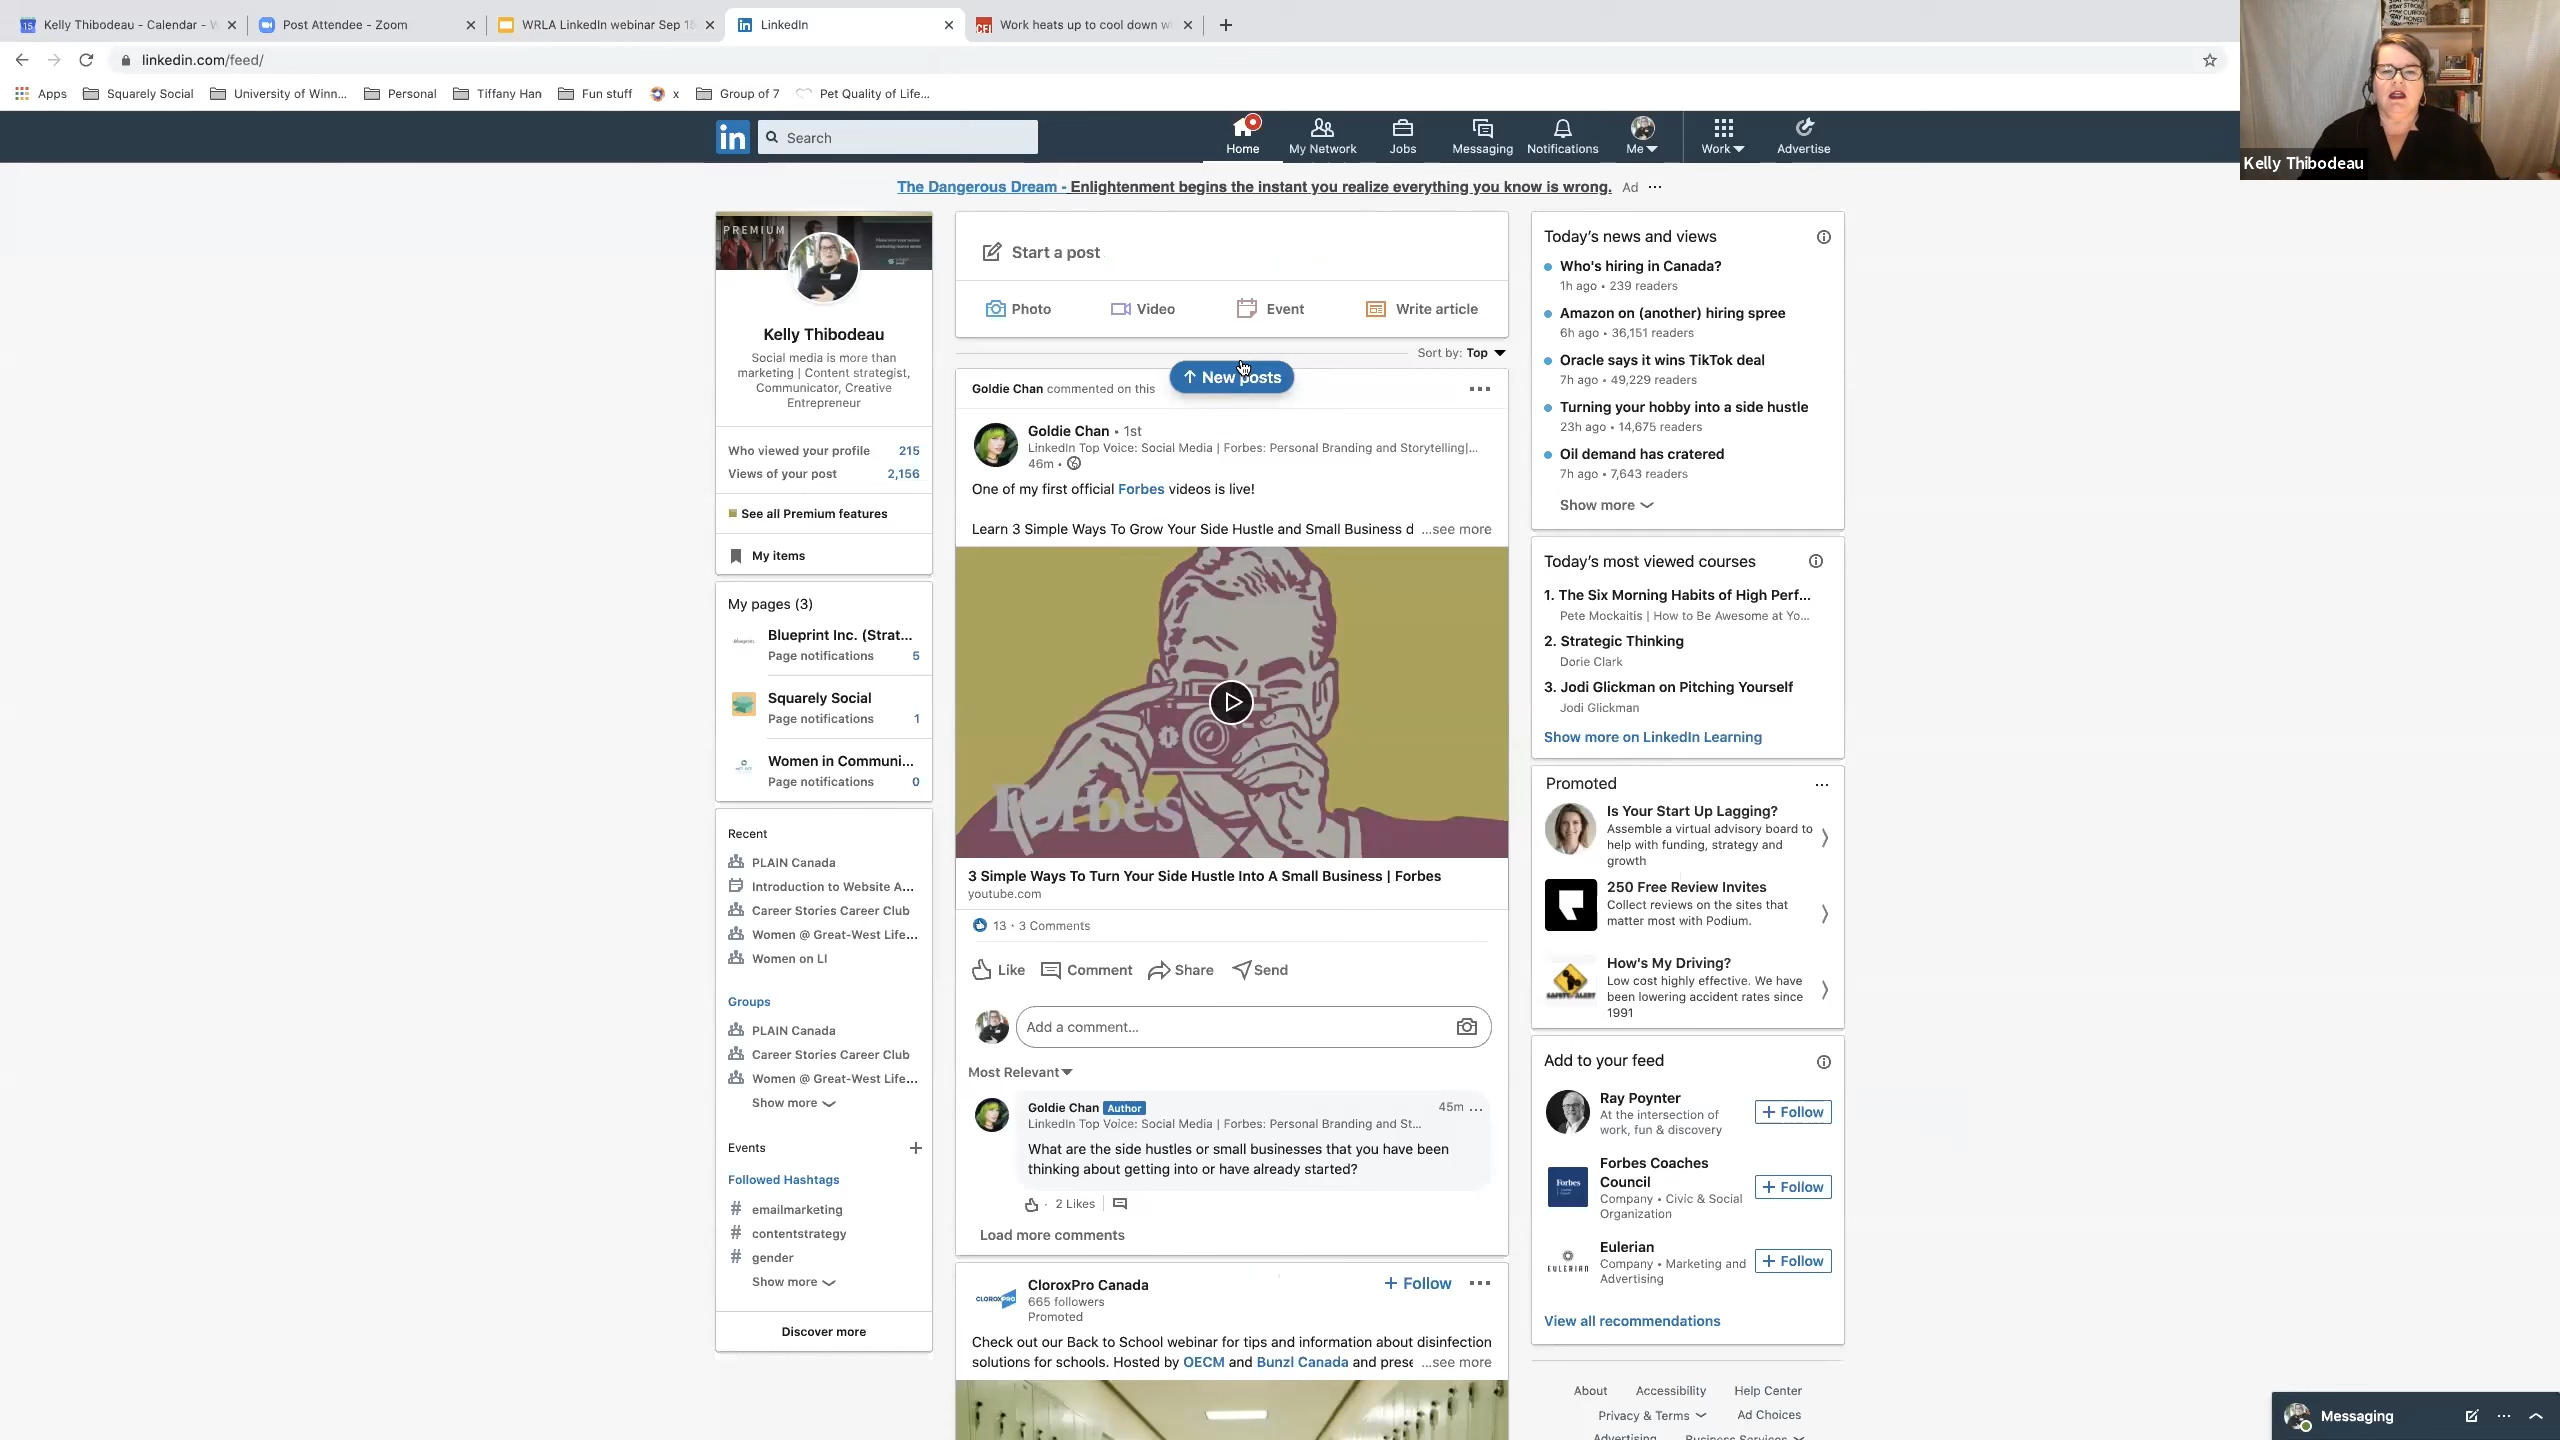 Kelly Thibodeau - Calendar - W
Post Attendee - Zoom
WRLA LinkedIn webinar Sep 15
LinkedIn
Work heats up to cool down w
linkedin.com/feed/
Apps
Squarely Social
University of Winn...
Personal
Tiffany Han
Fun stuff
x
Group of 7
Pet Quality of Life...
Kelly Thibodeau
in
Search
Home
My Network
Jobs
Messaging
Notifications
Me
Work
Advertise
The Dangerous Dream - Enlightenment begins the instant you realize everything you know is wrong. Ad
PREMIUM
Kelly Thibodeau
Social media is more than
marketing | Content strategist,
Communicator, Creative
Entrepreneur
Who viewed your profile 215
Views of your post 2,156
See all Premium features
My items
My pages (3)
Blueprint Inc. (Strat...
Page notifications 5
Squarely Social
Page notifications 1
Women in Communi...
Page notifications 0
Recent
PLAIN Canada
Introduction to Website A...
Career Stories Career Club
Women @ Great-West Life...
Women on LI
Groups
PLAIN Canada
Career Stories Career Club
Women @ Great-West Life...
Show more
Events +
Followed Hashtags
# emailmarketing
# contentstrategy
# gender
Show more
Discover more
Start a post
Photo
Video
Event
Write article
Sort by: Top
↑ New posts
Goldie Chan commented on this
Goldie Chan • 1st
LinkedIn Top Voice: Social Media | Forbes: Personal Branding and Storytelling|...
46m •
One of my first official Forbes videos is live!
Learn 3 Simple Ways To Grow Your Side Hustle and Small Business d ...see more
Forbes
3 Simple Ways To Turn Your Side Hustle Into A Small Business | Forbes
youtube.com
13 · 3 Comments
Like
Comment
Share
Send
Add a comment...
Most Relevant
Goldie Chan Author 45m
LinkedIn Top Voice: Social Media | Forbes: Personal Branding and St...
What are the side hustles or small businesses that you have been
thinking about getting into or have already started?
2 Likes
Load more comments
CLOROXPRO
CloroxPro Canada
665 followers
Promoted
+ Follow
Check out our Back to School webinar for tips and information about disinfection
solutions for schools. Hosted by OECM and Bunzl Canada and prese ...see more
Today's news and views
Who's hiring in Canada?
1h ago • 239 readers
Amazon on (another) hiring spree
6h ago • 36,151 readers
Oracle says it wins TikTok deal
7h ago • 49,229 readers
Turning your hobby into a side hustle
23h ago • 14,675 readers
Oil demand has cratered
7h ago • 7,643 readers
Show more
Today's most viewed courses
1. The Six Morning Habits of High Perf...
Pete Mockaitis | How to Be Awesome at Yo...
2. Strategic Thinking
Dorie Clark
3. Jodi Glickman on Pitching Yourself
Jodi Glickman
Show more on LinkedIn Learning
Promoted
Is Your Start Up Lagging?
Assemble a virtual advisory board to
help with funding, strategy and
growth
250 Free Review Invites
Collect reviews on the sites that
matter most with Podium.
SAFETY ALERT
How's My Driving?
Low cost highly effective. We have
been lowering accident rates since
1991
Add to your feed
Ray Poynter
At the intersection of
work, fun & discovery
+ Follow
Forbes
Forbes Coaches
Council
Company • Civic & Social
Organization
+ Follow
EULERIAN
Eulerian
Company • Marketing and
Advertising
+ Follow
View all recommendations
About
Accessibility
Help Center
Privacy & Terms
Ad Choices
Advertising
Business Services
Messaging